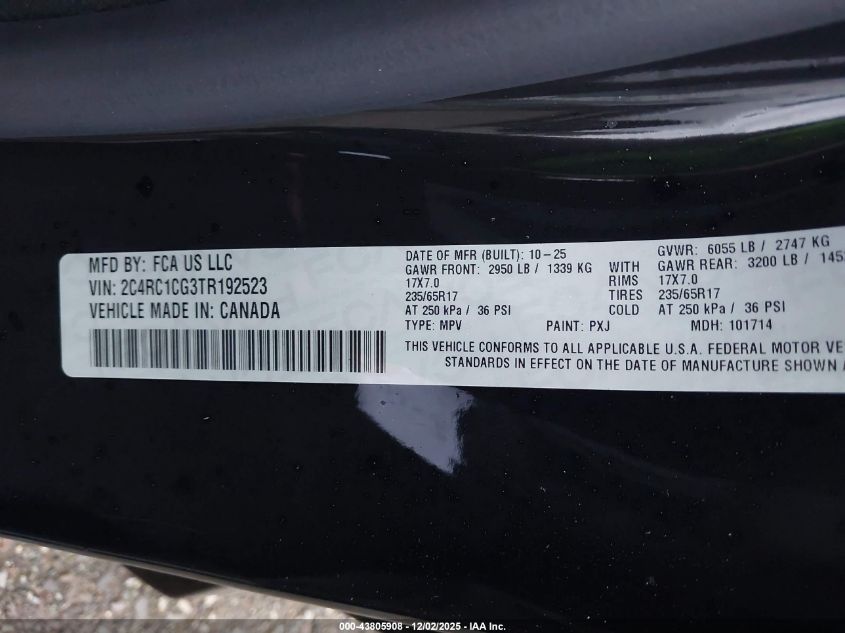 MFD BY: FCA US LLC
VIN: 2C4RC1CG3TR192523
VEHICLE MADE IN: CANADA
DATE OF MFR (BUILT): 10-25
GVWR: 6055 LB / 2747 KG
GAWR FRONT: 2950 LB / 1339 KG WITH GAWR REAR: 3200 LB / 145
17X7.0 RIMS 17X7.0
235/65R17 TIRES 235/65R17
AT 250 kPa / 36 PSI COLD AT 250 kPa / 36 PSI
TYPE: MPV PAINT: PXJ MDH: 101714
THIS VEHICLE CONFORMS TO ALL APPLICABLE U.S.A. FEDERAL MOTOR VE
STANDARDS IN EFFECT ON THE DATE OF MANUFACTURE SHOWN A
000-43805908 - 12/02/2025 - IAA Inc.